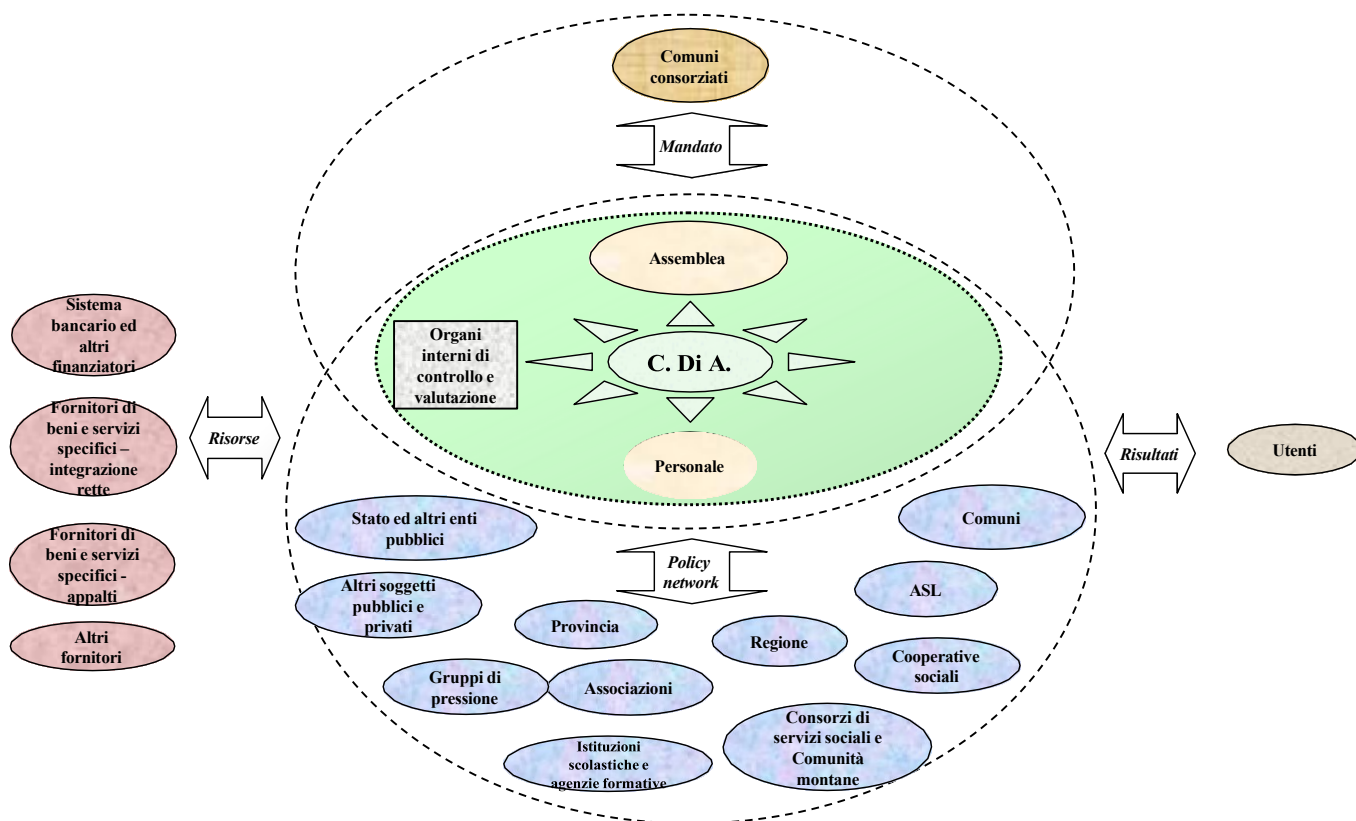 Comuni
consorziati
Mandato
Assemblea
Organi
interni di
controllo e
valutazione
C. Di A.
Personale
Sistema
bancario ed
altri
finanziatori
Fornitori di
beni e servizi
specifici –
integrazione
rette
Fornitori di
beni e servizi
specifici -
appalti
Altri
fornitori
Risorse
Risultati
Utenti
Stato ed altri enti
pubblici
Policy
network
Comuni
Altri soggetti
pubblici e
privati
Provincia
Regione
ASL
Cooperative
sociali
Gruppi di
pressione
Associazioni
Istituzioni
scolastiche e
agenzie formative
Consorzi di
servizi sociali e
Comunità
montane